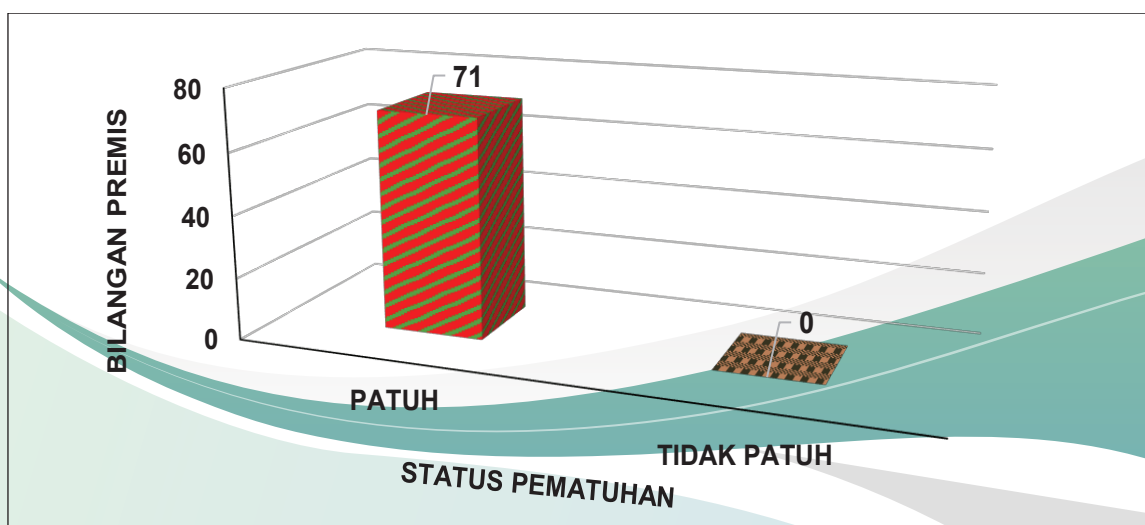 BILANGAN PREMIS
80
60
40
20
0
71
0
PATUH
TIDAK PATUH
STATUS PEMATUHAN